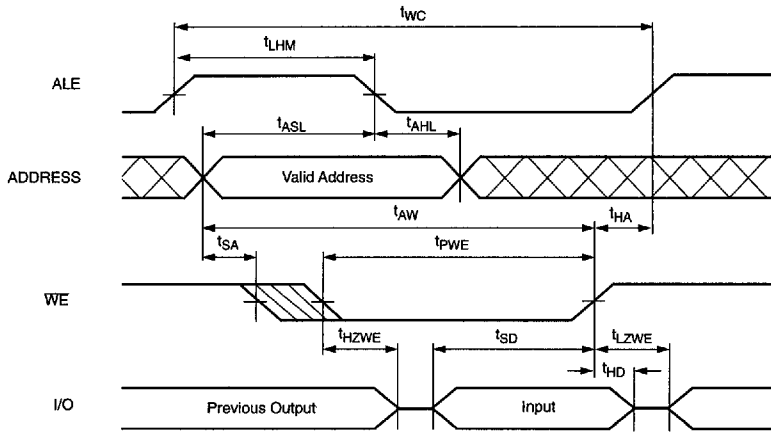 tWC
tLHM
ALE
tASL
tAHL
ADDRESS
Valid Address
tAW
tHA
tSA
tPWE
WE
tHZWE
tSD
tLZWE
tHD
I/O
Previous Output
Input